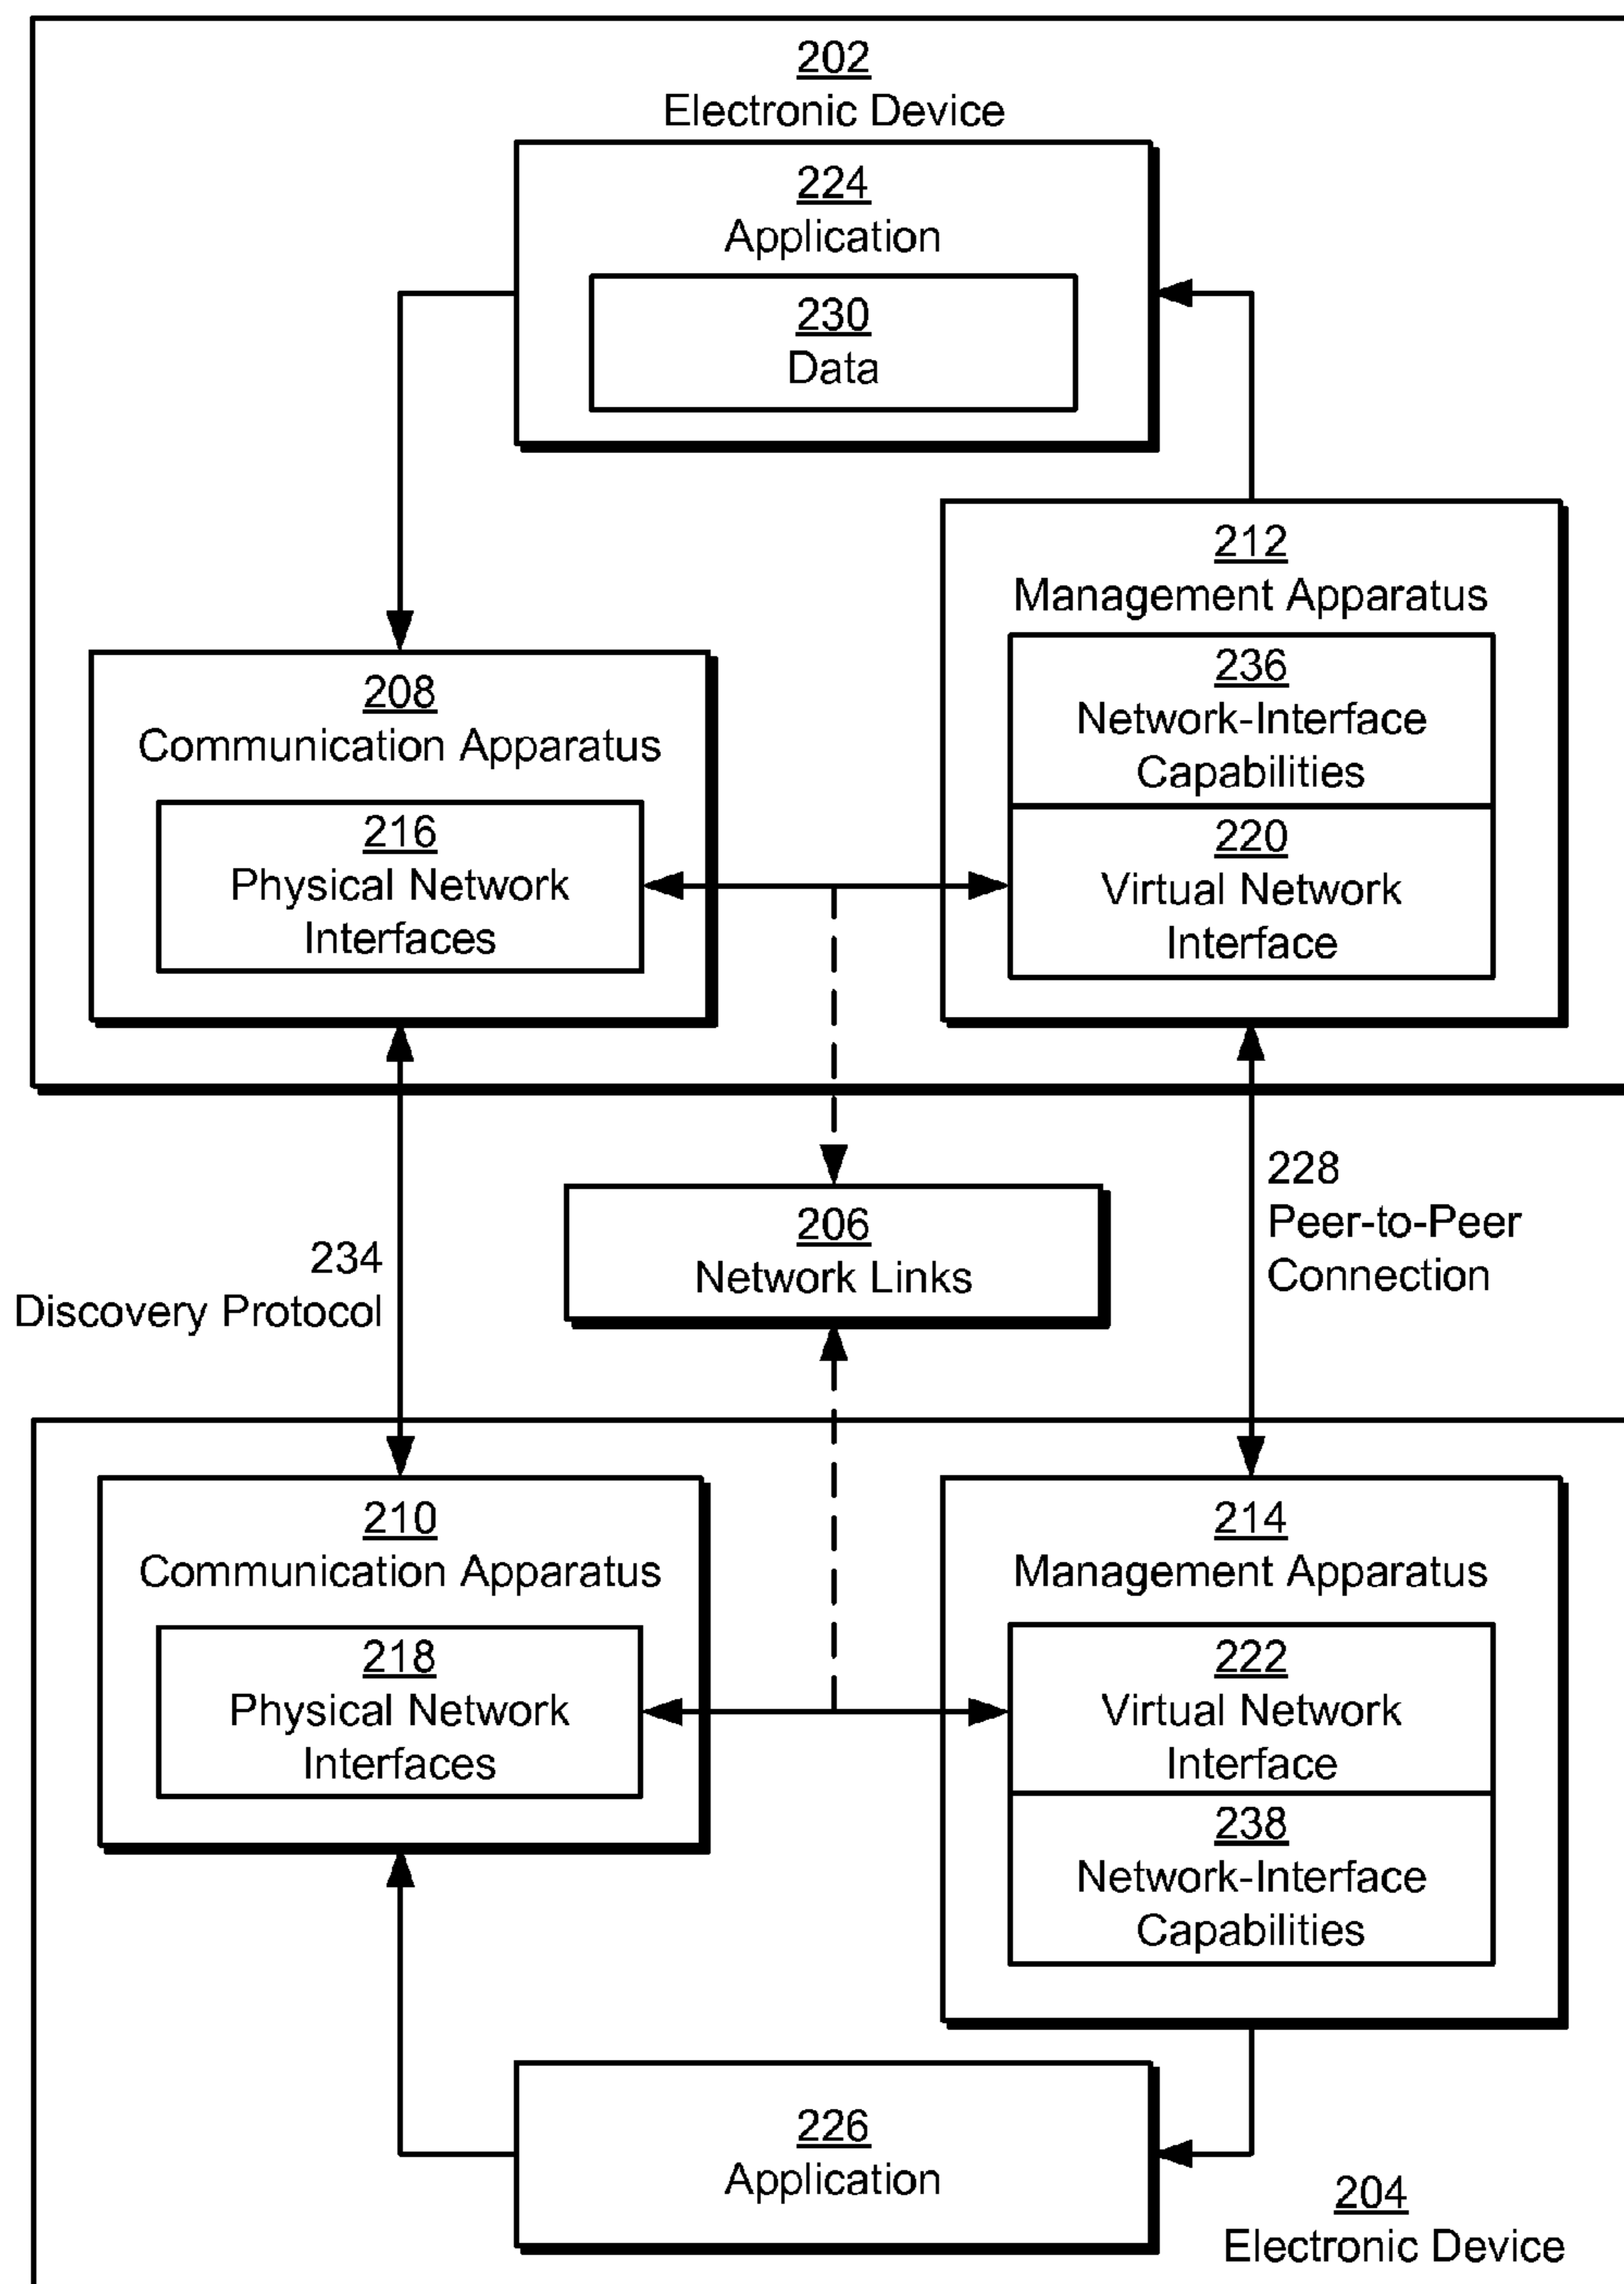 202
Electronic Device
224
Application
230
Data
212
Management Apparatus
236
Network-Interface
Capabilities
220
Virtual Network
Interface
208
Communication Apparatus
216
Physical Network
Interfaces
228
Peer-to-Peer
Connection
206
Network Links
234
Discovery Protocol
210
Communication Apparatus
218
Physical Network
Interfaces
214
Management Apparatus
222
Virtual Network
Interface
238
Network-Interface
Capabilities
226
Application
204
Electronic Device